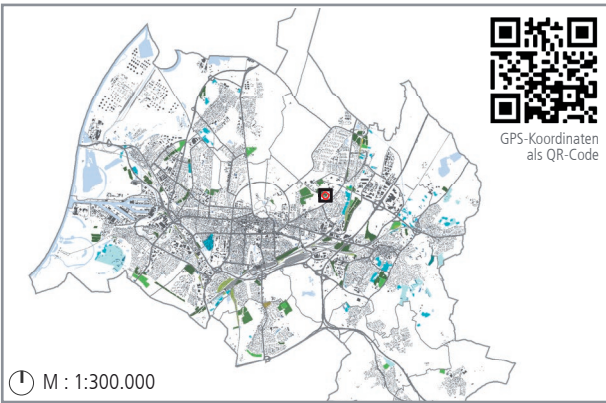 GPS-Koordinaten
als QR-Code
M : 1:300.000